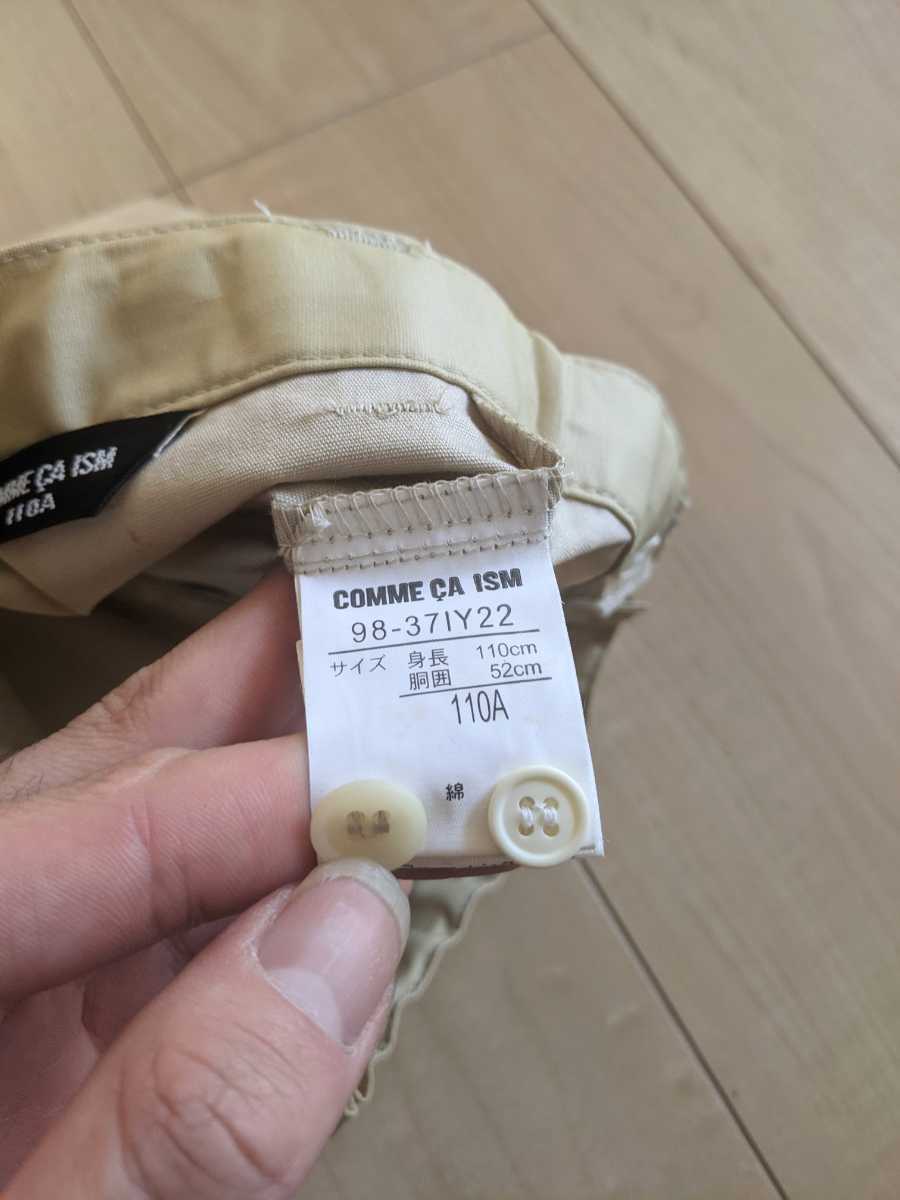 ÇA ISM
110A
COMME ÇA ISM
98-37IY22
サイズ 身長 110cm
胴囲 52cm
110A
綿